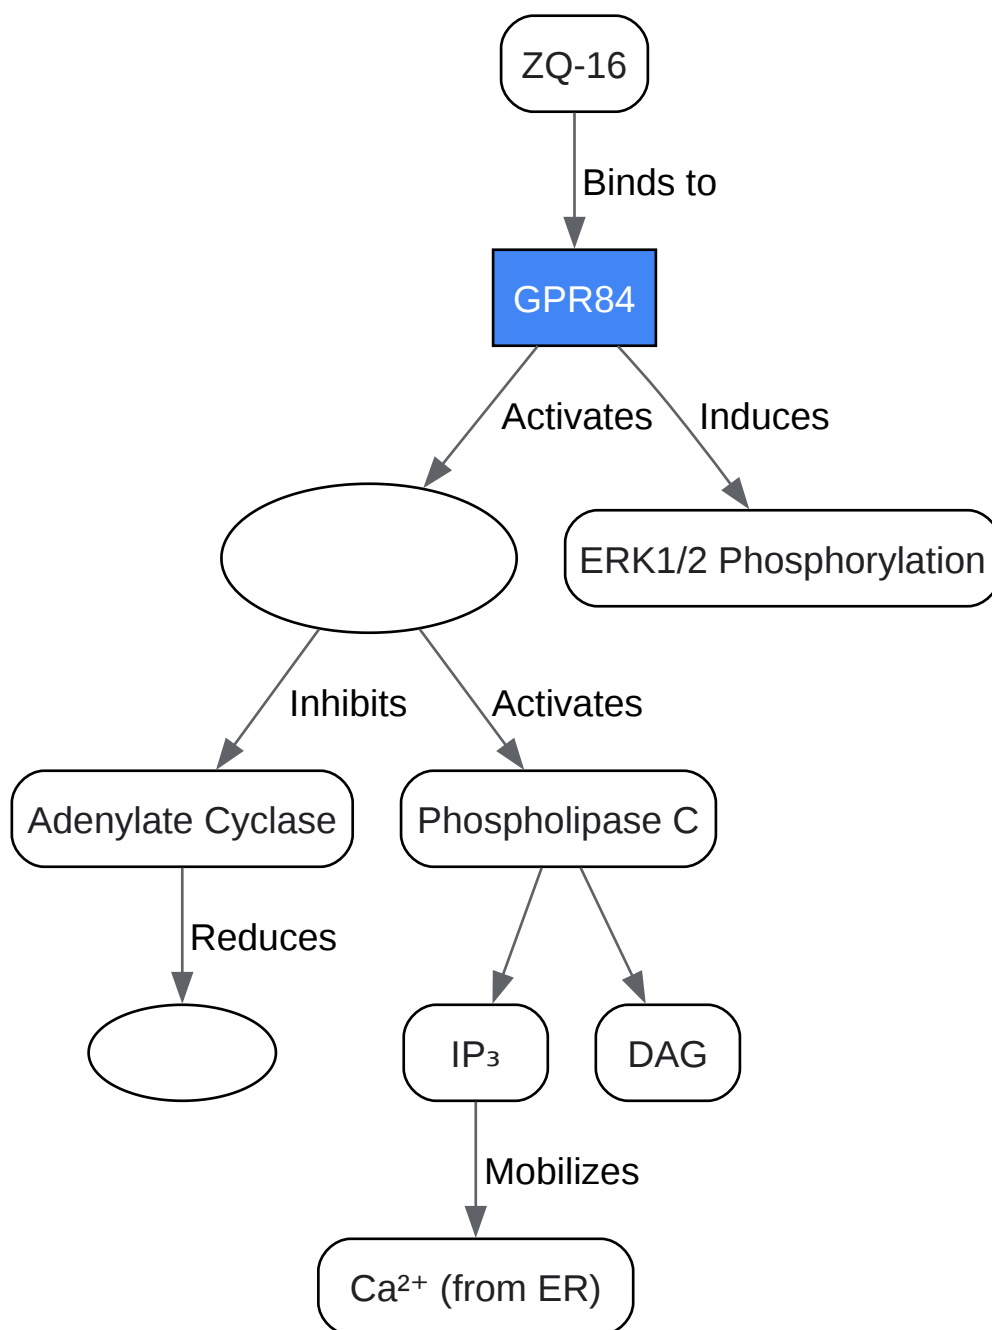 ZQ-16
Binds to
GPR84
Activates
Induces
ERK1/2 Phosphorylation
Inhibits
Activates
Adenylate Cyclase
Phospholipase C
Reduces
IP₃
DAG
Mobilizes
Ca²⁺ (from ER)